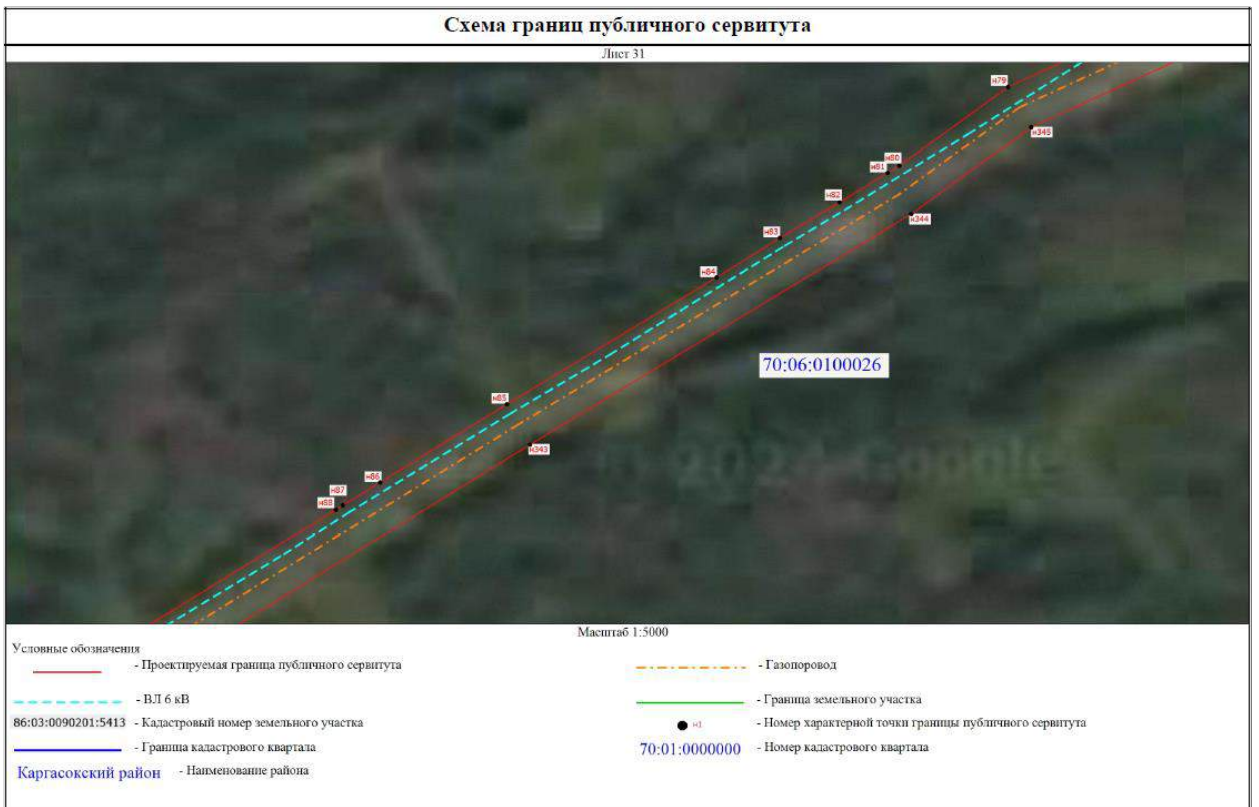 Схема границ публичного сервитута
Лист 31
н79
н345
н80
н81
н82
н344
н83
н84
70:06:0100026
н85
н343
н86
н87
н88
Масштаб 1:5000
Условные обозначения
- Проектируемая граница публичного сервитута
- Газопоровод
- ВЛ 6 кВ
- Граница земельного участка
86:03:0090201:5413 - Кадастровый номер земельного участка
н1 - Номер характерной точки границы публичного сервитута
- Граница кадастрового квартала
70:01:0000000 - Номер кадастрового квартала
Каргасокский район - Наименование района